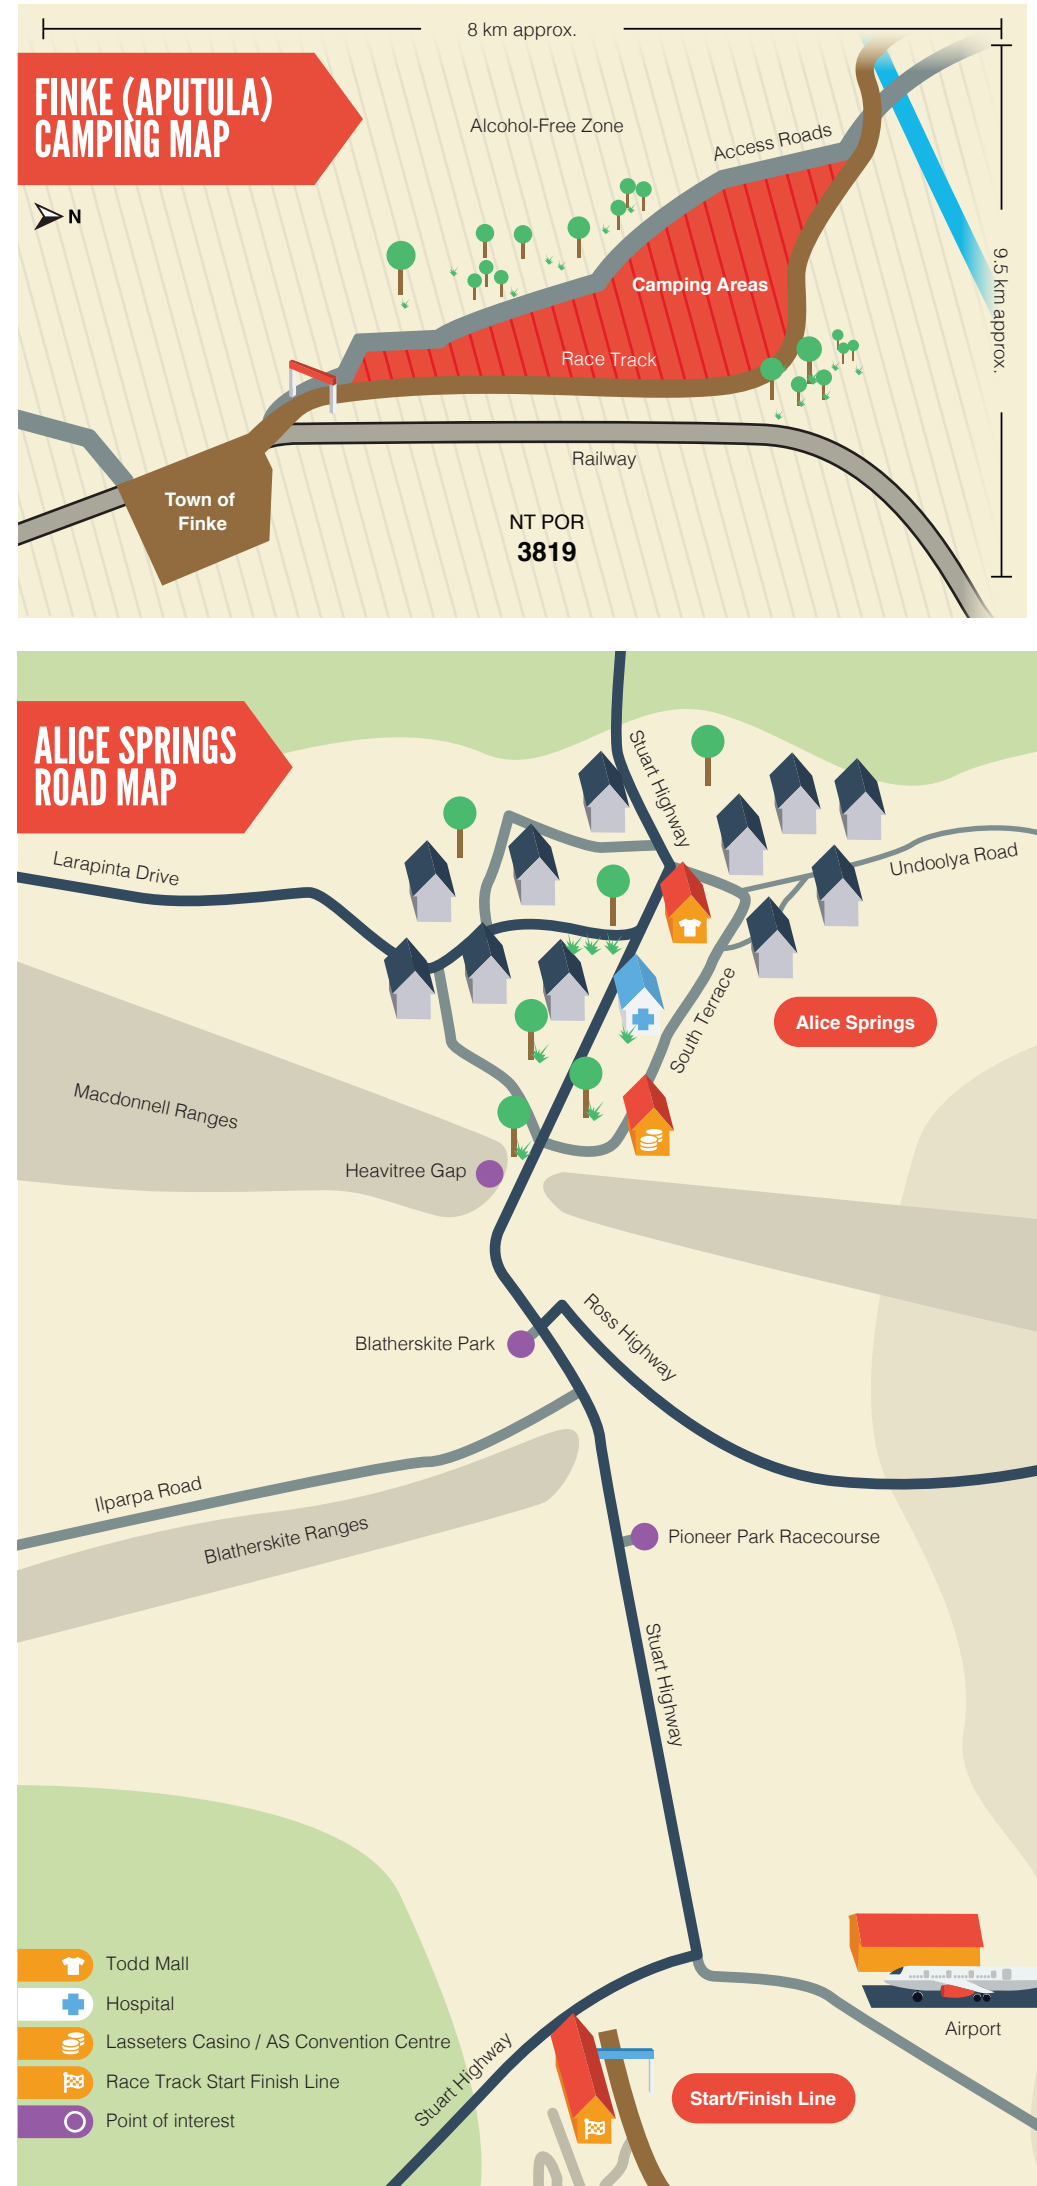 8 km approx.
FINKE (APUTULA)
CAMPING MAP
Alcohol-Free Zone
Access Roads
N
9.5 km approx.
Camping Areas
Race Track
Railway
Town of
Finke
NT POR
3819
ALICE SPRINGS
ROAD MAP
Stuart Highway
Larapinta Drive
Undoolya Road
South Terrace
Alice Springs
Macdonnell Ranges
Heavitree Gap
Ross Highway
Blatherskite Park
Ilparpa Road
Blatherskite Ranges
Pioneer Park Racecourse
Stuart Highway
Todd Mall
Hospital
Lasseters Casino / AS Convention Centre
Race Track Start Finish Line
Point of interest
Airport
Stuart Highway
Start/Finish Line